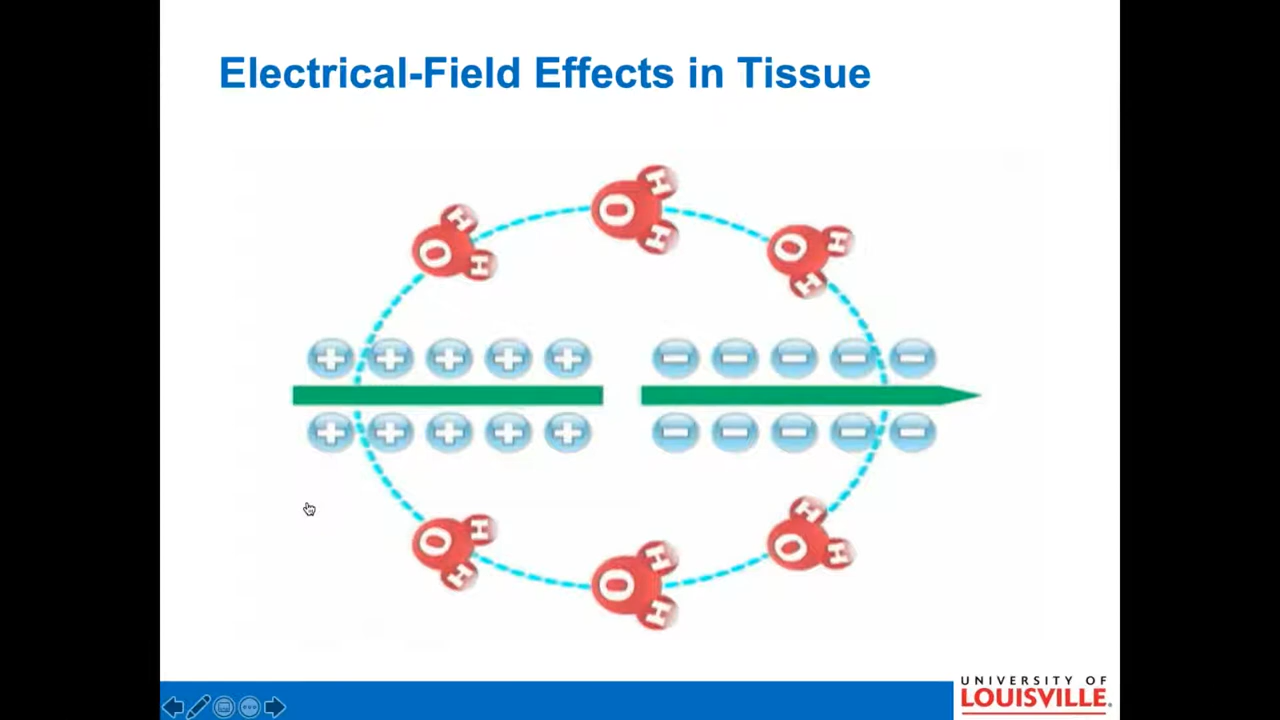 Electrical-Field Effects in Tissue
H
O
H
H
O
H
O
H
H
+ + + + + − − − − −
+ + + + + − − − − −
O
H
H
H
O
H
H
O
H
UNIVERSITY OF
LOUISVILLE.